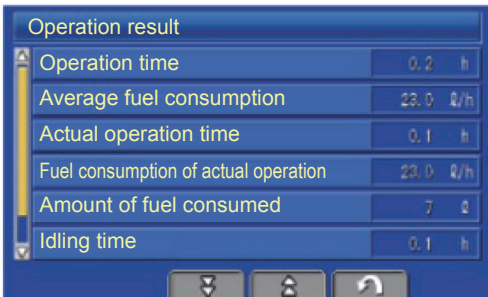 Operation result
Operation time 0.2 h
Average fuel consumption 23.0 ℓ/h
Actual operation time 0.1 h
Fuel consumption of actual operation 23.0 ℓ/h
Amount of fuel consumed 7 ℓ
Idling time 0.1 h